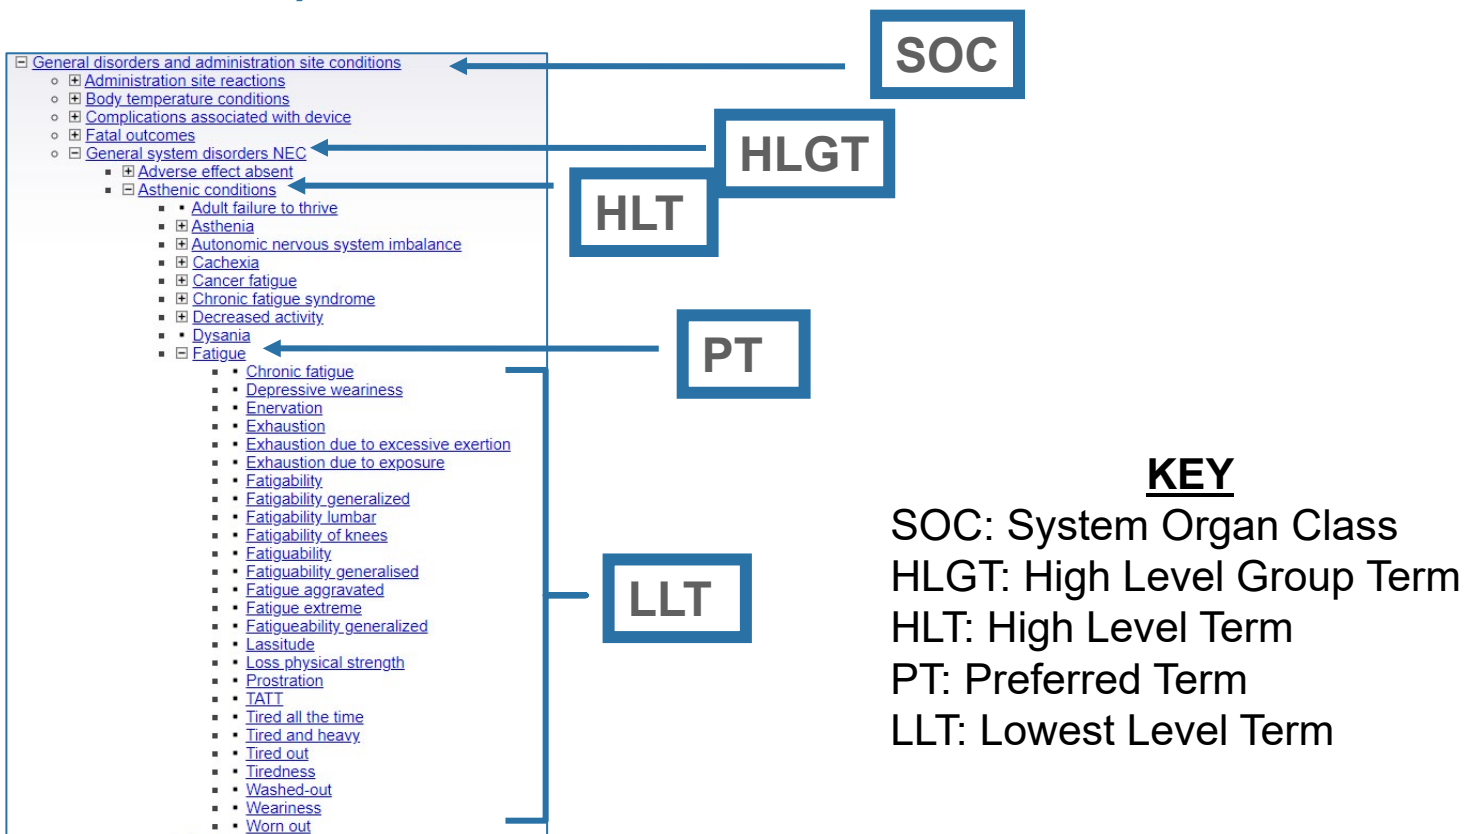 SOC
General disorders and administration site conditions
Administration site reactions
Body temperature conditions
Complications associated with device
Fatal outcomes
General system disorders NEC
HLGT
Adverse effect absent
Asthenic conditions
HLT
Adult failure to thrive
Asthenia
Autonomic nervous system imbalance
Cachexia
Cancer fatigue
Chronic fatigue syndrome
Decreased activity
Dysania
Fatigue
PT
Chronic fatigue
Depressive weariness
Enervation
Exhaustion
Exhaustion due to excessive exertion
Exhaustion due to exposure
Fatigability
Fatigability generalized
Fatigability lumbar
Fatigability of knees
Fatiguability
Fatiguability generalised
Fatigue aggravated
Fatigue extreme
Fatigueability generalized
Lassitude
Loss physical strength
Prostration
TATT
Tired all the time
Tired and heavy
Tired out
Tiredness
Washed-out
Weariness
Worn out
LLT
KEY
SOC: System Organ Class
HLGT: High Level Group Term
HLT: High Level Term
PT: Preferred Term
LLT: Lowest Level Term